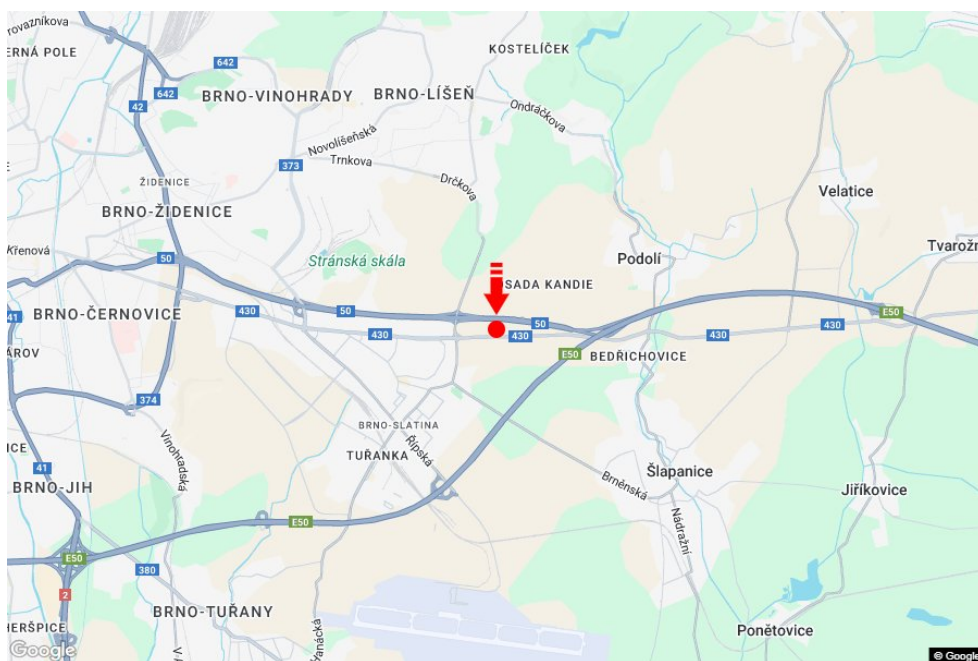 rovazníkova
ERNÁ POLE
642
642
42
BRNO-VINOHRADY
BRNO-LÍŠEŇ
KOSTELÍČEK
Ondráčkova
Novolíšeňská
373
Trnkova
Drčkova
ŽIDENICE
BRNO-ŽIDENICE
Velatice
Křenová
50
Stránská skála
Podolí
Tvarožn
SADA KANDIE
41
BRNO-ČERNOVICE
430
50
430
50
430
430
430
E50
ÁROV
E50
BEDŘICHOVICE
374
BRNO-SLATINA
TUŘANKA
Řípská
Vinohradská
ICE
41
BRNO-JIH
Šlapanice
Brněnská
Jiříkovice
Nádražní
E50
E50
380
2
BRNO-TUŘANY
HERŠPICE
Ponětovice
Google
© Google